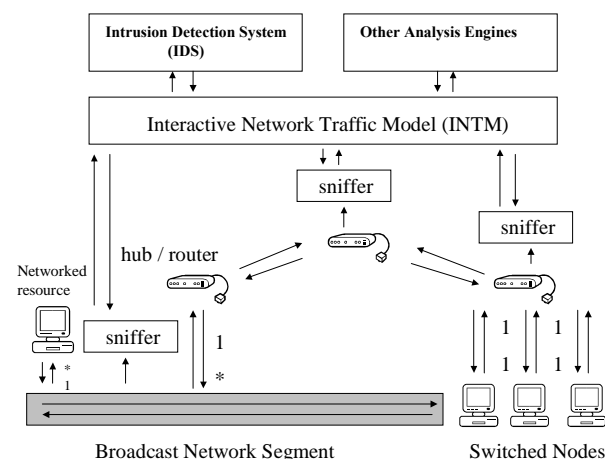 Intrusion Detection System
(IDS)
Other Analysis Engines
Interactive Network Traffic Model (INTM)
sniffer
sniffer
hub / router
Networked
resource
sniffer
1
*
*
1
1
1
1
1
Broadcast Network Segment
Switched Nodes